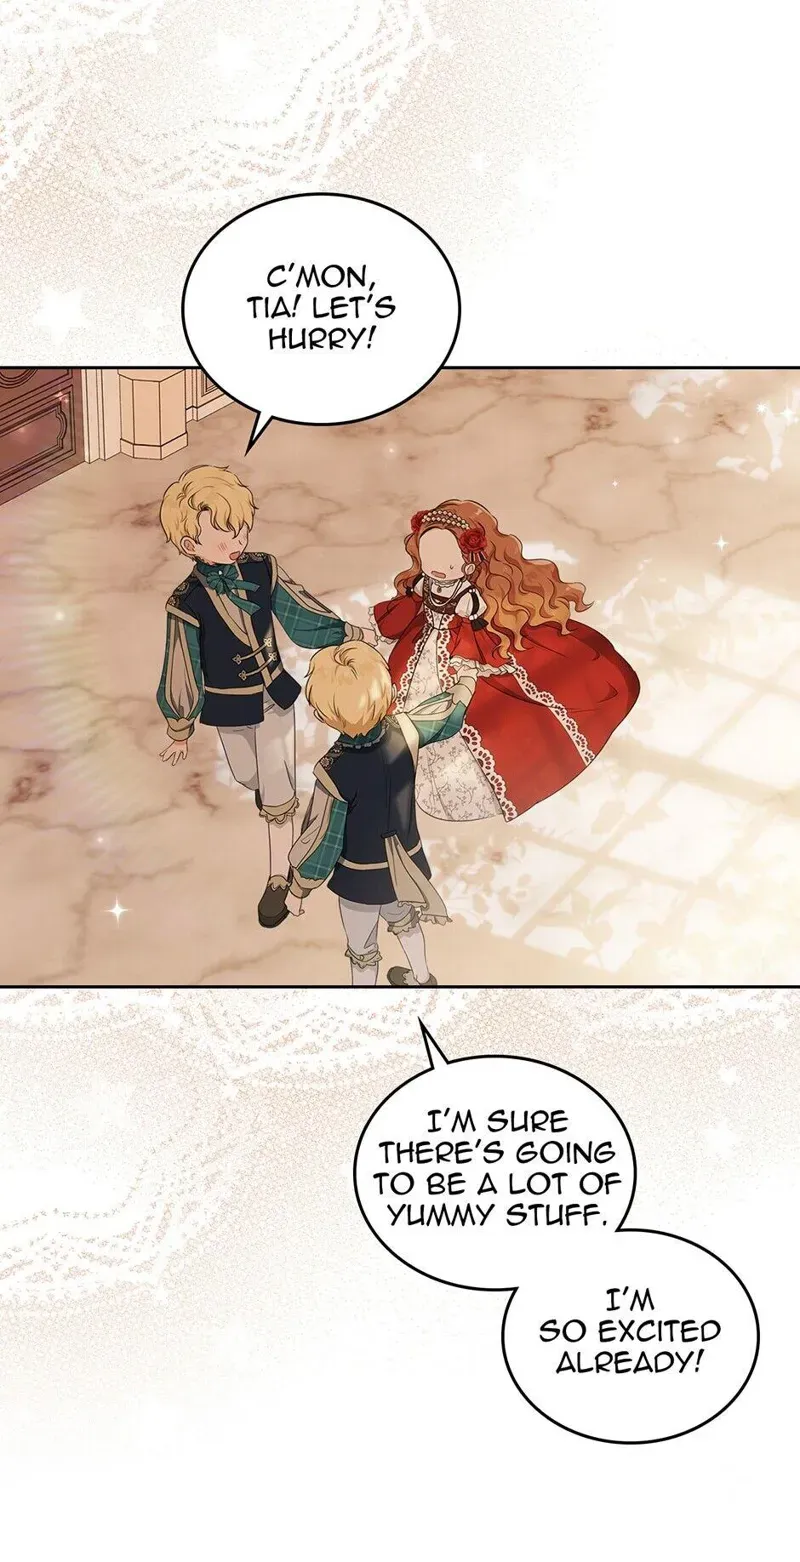 C'MON,
TIA! LET'S
HURRY!
I'M SURE
THERE'S GOING
TO BE A LOT OF
YUMMY STUFF.
I'M
SO EXCITED
ALREADY!